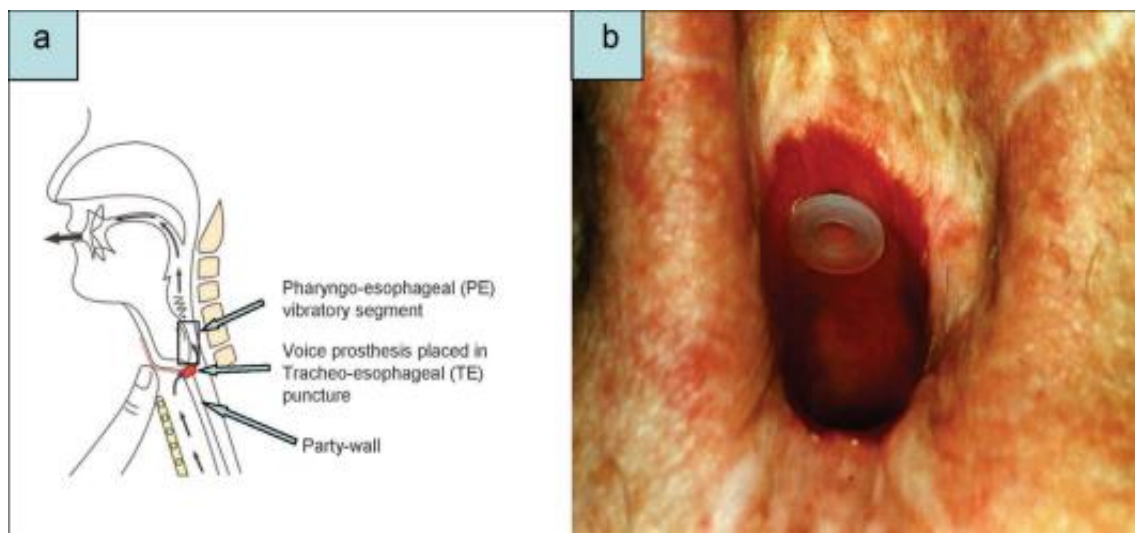 a
b
Pharyngo-esophageal (PE)
vibratory segment
Voice prosthesis placed in
Tracheo-esophageal (TE)
puncture
Party-wall